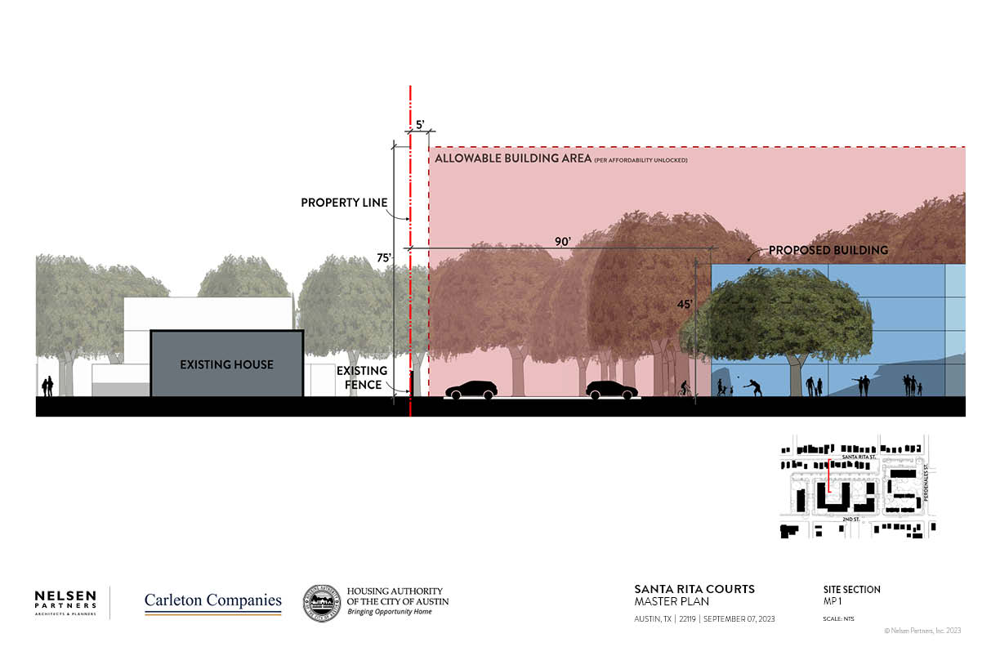 5’
ALLOWABLE BUILDING AREA (PER AFFORDABILITY UNLOCKED)
PROPERTY LINE
90’
PROPOSED BUILDING
75’
45’
EXISTING HOUSE
EXISTING
FENCE
SANTA RITA ST.
PERDENALES ST.
2ND ST.
NELSEN
PARTNERS
ARCHITECTS & PLANNERS
Carleton Companies
HOUSING AUTHORITY
OF THE CITY OF AUSTIN
Bringing Opportunity Home
SANTA RITA COURTS
MASTER PLAN
AUSTIN, TX | 22119 | SEPTEMBER 07, 2023
SITE SECTION
MP 1
SCALE: NTS
© Nelsen Partners, Inc. 2023